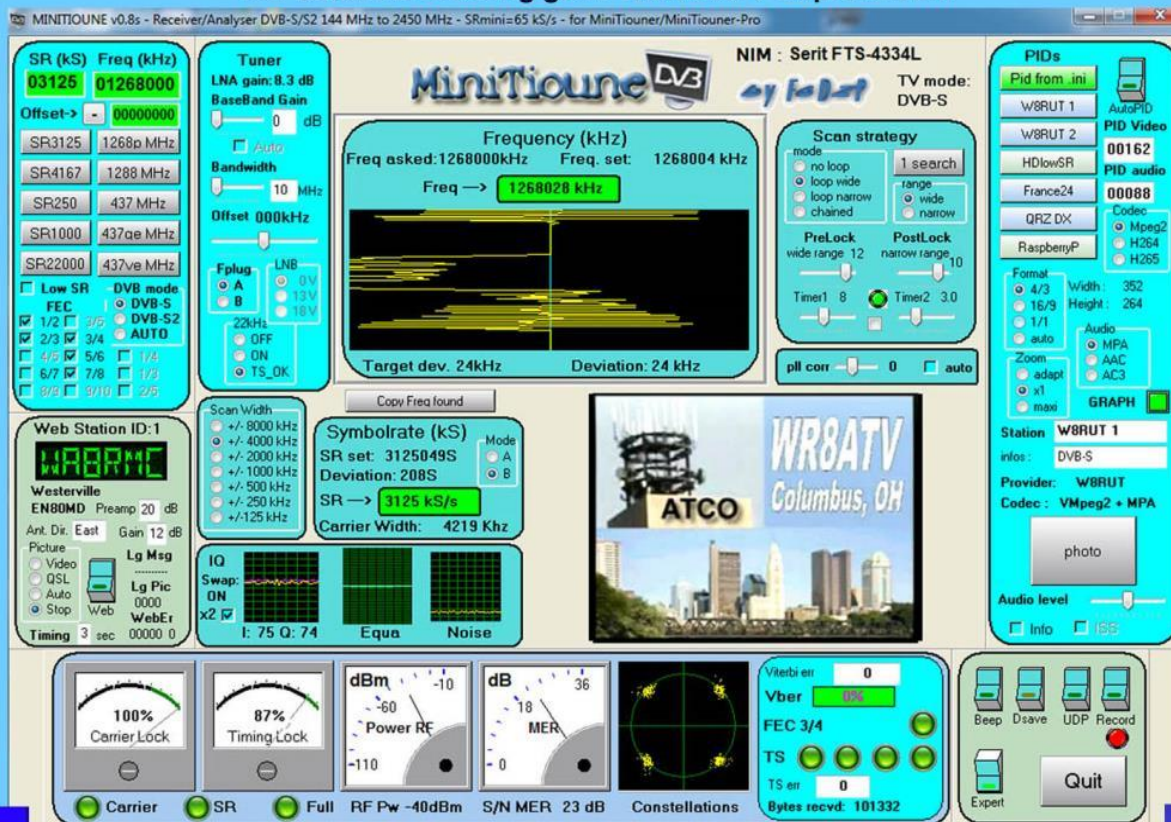 MINITIOUNE v0.8s - Receiver/Analyser DVB-S/S2 144 MHz to 2450 MHz - SRmini=65 kS/s - for MiniTiouner/MiniTiouner-Pro
SR (kS) Freq (kHz)
03125 01268000
Offset-> - 00000000
SR3125 1268p MHz
SR4167 1288 MHz
SR250 437 MHz
SR1000 437qe MHz
SR22000 437ve MHz
Low SR
DVB mode
FEC
DVB-S
1/2 3/5
DVB-S2
2/3 3/4
AUTO
4/5 5/6 1/4
6/7 7/8 1/3
8/9 9/10 2/5
Tuner
LNA gain: 8.3 dB
BaseBand Gain
0 dB
Auto
Bandwidth
10 MHz
Offset 000kHz
Fplug
A
B
LNB
0V
13V
18V
22kHz
OFF
ON
TS_OK
MiniTioune DVB
NIM : Serit FTS-4334L
TV mode:
DVB-S
Frequency (kHz)
Freq asked:1268000kHz Freq. set: 1268004 kHz
Freq —> 1268028 kHz
Target dev. 24kHz Deviation: 24 kHz
Scan strategy
mode
no loop
loop wide
loop narrow
chained
1 search
range
wide
narrow
PreLock PostLock
wide range 12 narrow range 10
Timer1 8 Timer2 3.0
pll corr 0 auto
PIDs
Pid from .ini
W8RUT 1
W8RUT 2
HDlowSR
France24
QRZ DX
RaspberryP
AutoPID
PID Video
00162
PID audio
00088
Codec
Mpeg2
H264
H265
Format
4/3
16/9
1/1
auto
Width : 352
Height : 264
Audio
MPA
AAC
AC3
Zoom
adapt
x1
maxi
GRAPH
Station W8RUT 1
infos : DVB-S
Provider: W8RUT
Codec : VMpeg2 + MPA
photo
Audio level
Info ISS
Web Station ID:1
WA8RMC
Westerville
EN80MD Preamp 20 dB
Ant. Dir. East Gain 12 dB
Picture
Video
QSL
Auto
Stop
Web
Lg Msg
Lg Pic
0000
WebEr
00000 0
Timing 3 sec
Scan Width
+/- 8000 kHz
+/- 4000 kHz
+/- 2000 kHz
+/- 1000 kHz
+/- 500 kHz
+/- 250 kHz
+/-125 kHz
Copy Freq found
Symbolrate (kS)
SR set: 3125049S
Deviation: 208S
SR —> 3125 kS/s
Carrier Width: 4219 Khz
Mode
A
B
IQ
Swap:
ON
x2
I: 75 Q: 74 Equa Noise
WR8ATV
Columbus, OH
ATCO
100%
Carrier Lock
87%
Timing Lock
dBm
-10
-60
Power RF
-110
dB
36
18
MER
0
Carrier SR Full RF Pw -40dBm S/N MER 23 dB Constellations
Viterbi err 0
Vber 0%
FEC 3/4
TS
TS err 0
Bytes recvd: 101332
Beep Dsave UDP Record
Expert
Quit